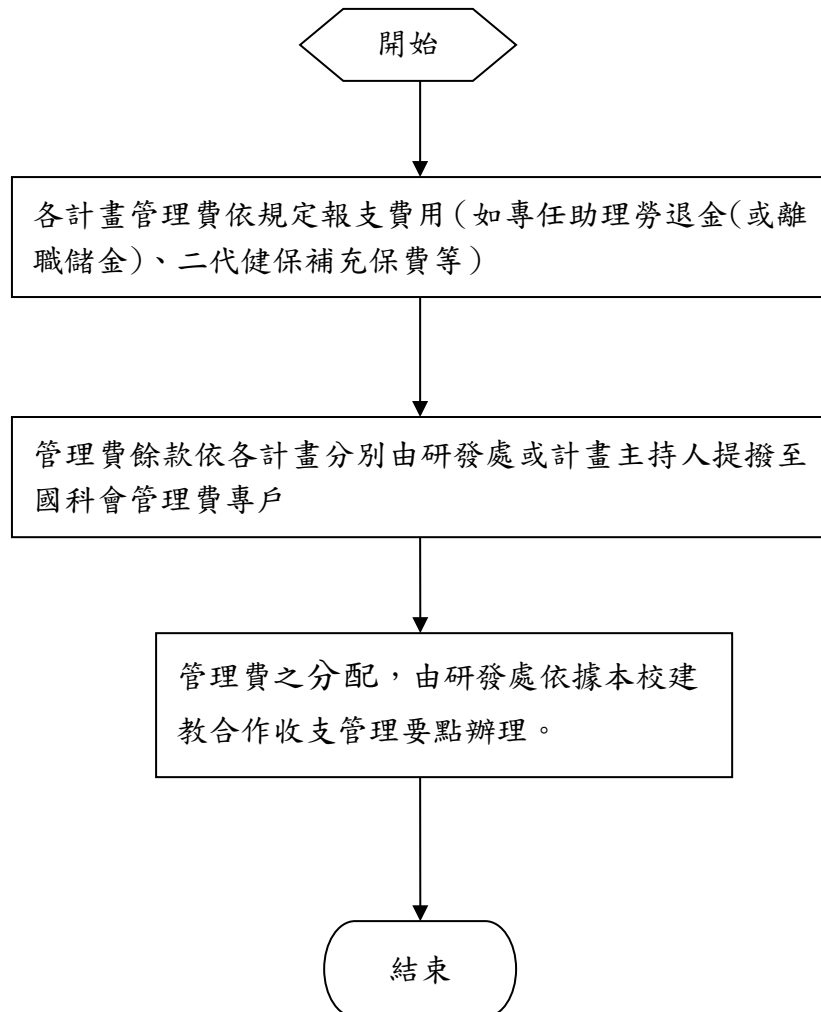 開始
各計畫管理費依規定報支費用（如專任助理勞退金(或離
職儲金)、二代健保補充保費等）
管理費餘款依各計畫分別由研發處或計畫主持人提撥至
國科會管理費專戶
管理費之分配，由研發處依據本校建
教合作收支管理要點辦理。
結束